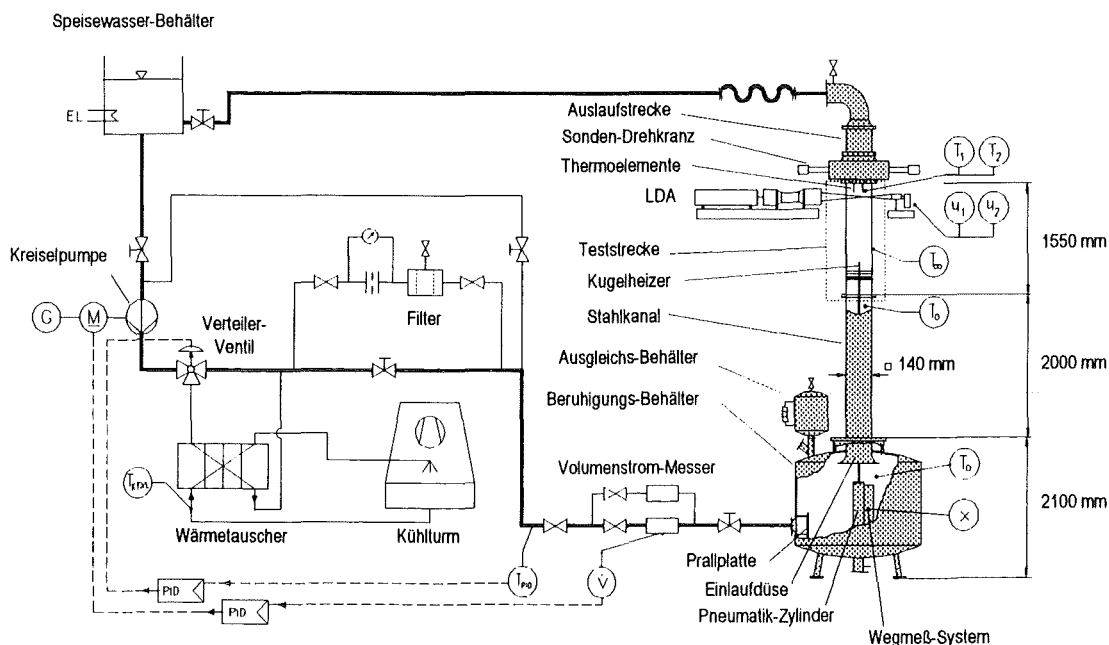 Speisewasser-Behälter
EL
Auslaufstrecke
Sonden-Drehkranz
Thermoelemente
LDA
T₁
T₂
u₁
u₂
1550 mm
Teststrecke
Kugelheizer
Stahlkanal
T∞
T₀
Kreiselpumpe
G
M
Verteiler-
Ventil
Filter
Ausgleichs-Behälter
Beruhigungs-Behälter
□ 140 mm
2000 mm
Volumenstrom-Messer
T₀
X
2100 mm
Wärmetauscher
Kühlturm
Prallplatte
Einlaufdüse
Pneumatik-Zylinder
Wegmeß-System
T PID
V̇
PID
PID